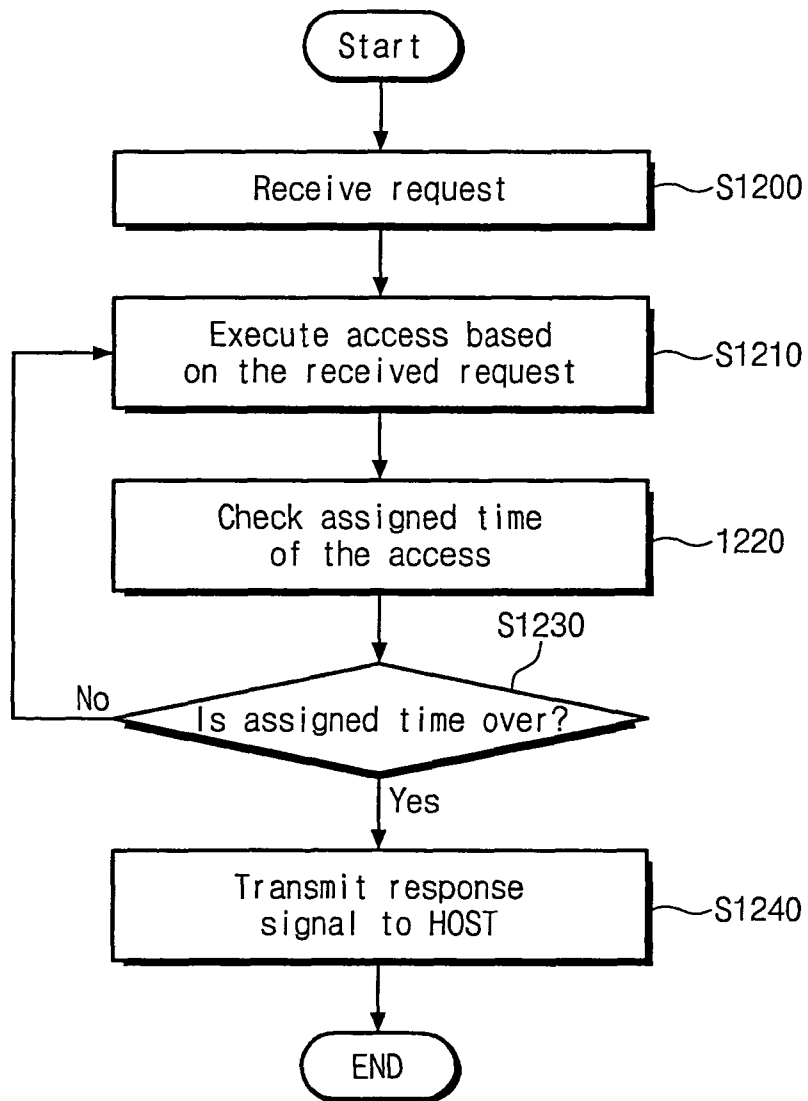 Start
Receive request
S1200
Execute access based
on the received request
S1210
Check assigned time
of the access
1220
S1230
Is assigned time over?
No
Yes
Transmit response
signal to HOST
S1240
END